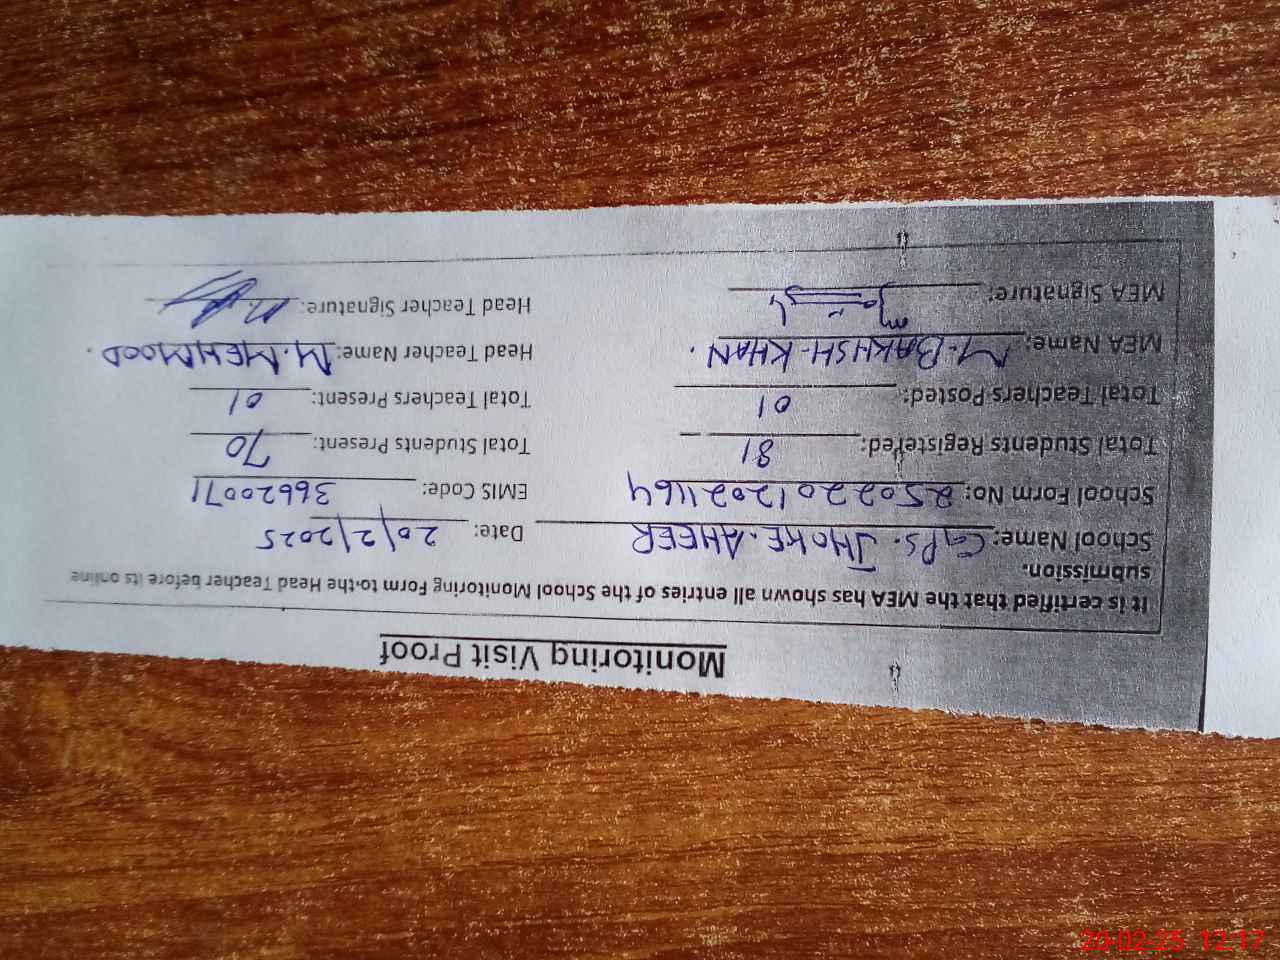 Monitoring Visit Proof
It is certified that the MEA has shown all entries of the School Monitoring Form to the Head Teacher before its online
submission.
School Name: GPS. JHOKE. AHEER Date: 20/2/2025
School Form No: 25022012021164 EMIS Code: 36620071
Total Students Registered: 81 Total Students Present: 70
Total Teachers Posted: 01 Total Teachers Present: 01
MEA Name: M. BAKHSH. KHAN. Head Teacher Name: M. MEHMOOD.
MEA Signature: Head Teacher Signature:
20-02-25 12:17